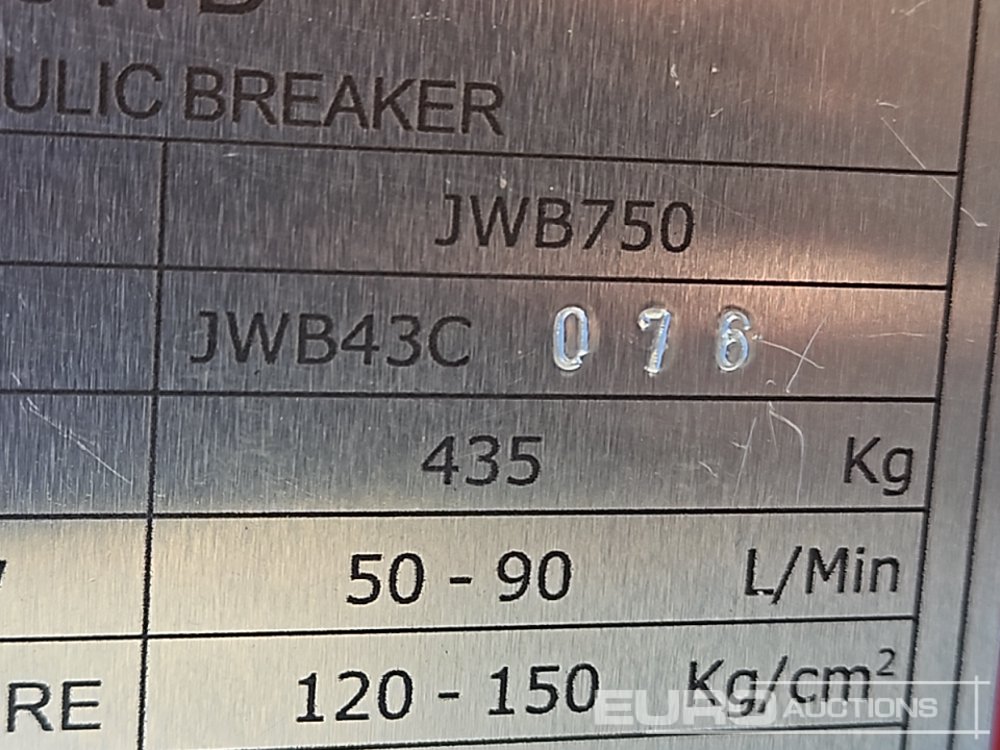 ULIC BREAKER
JWB750
JWB43C 076
435 Kg
50 - 90 L/Min
RE 120 - 150 Kg/cm²
EURO AUCTIONS